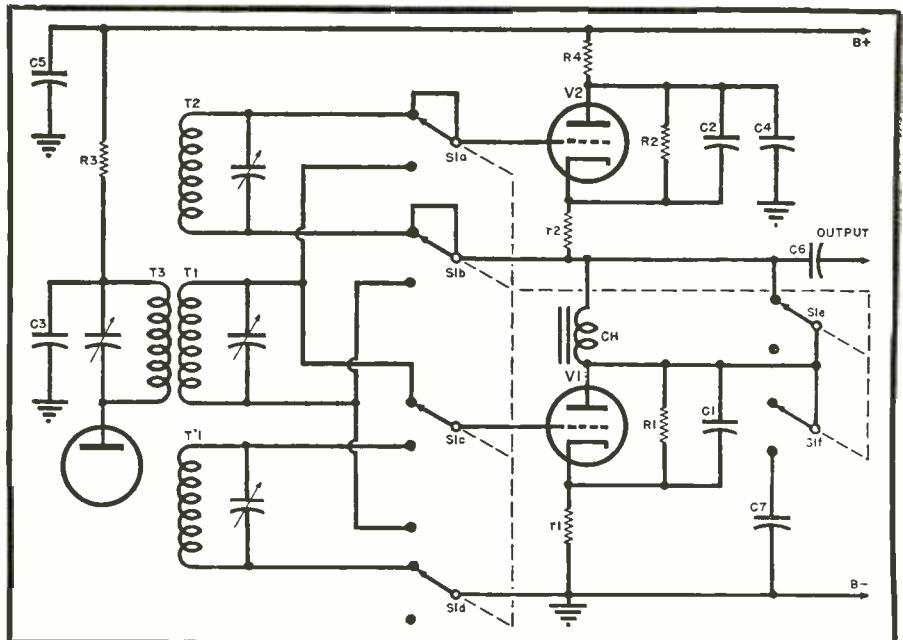 B+
C5
R4
V2
T2
R2
C2
C4
S1a
R3
r2
C6
OUTPUT
S1b
T3
T1
S1e
C3
CH
V1
R1
C1
S1c
S1f
T'1
C7
r1
B-
S1d